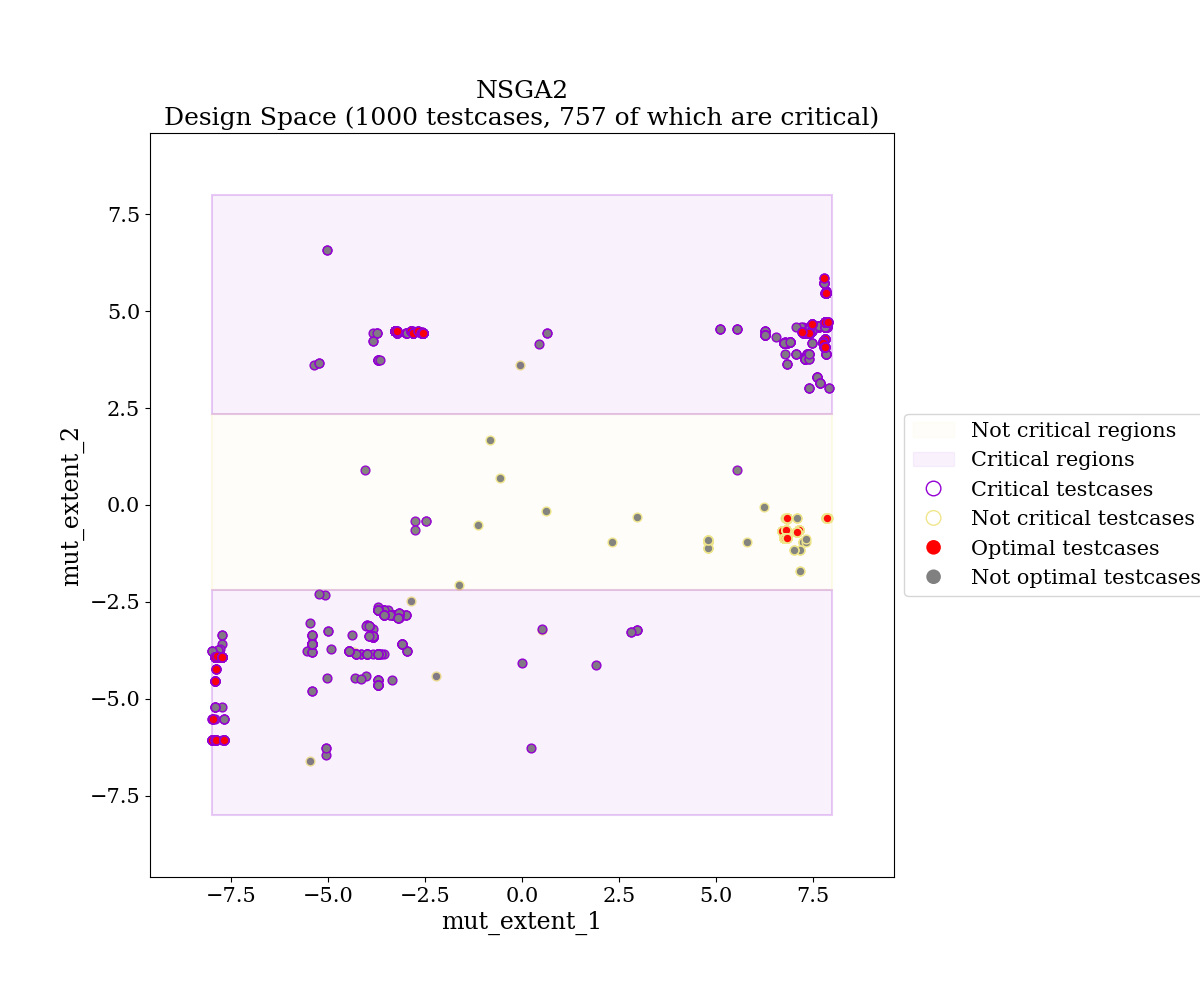 NSGA2
Design Space (1000 testcases, 757 of which are critical)
7.5
5.0
2.5
0.0
−2.5
−5.0
−7.5
mut_extent_2
−7.5
−5.0
−2.5
0.0
2.5
5.0
7.5
mut_extent_1
Not critical regions
Critical regions
Critical testcases
Not critical testcases
Optimal testcases
Not optimal testcases